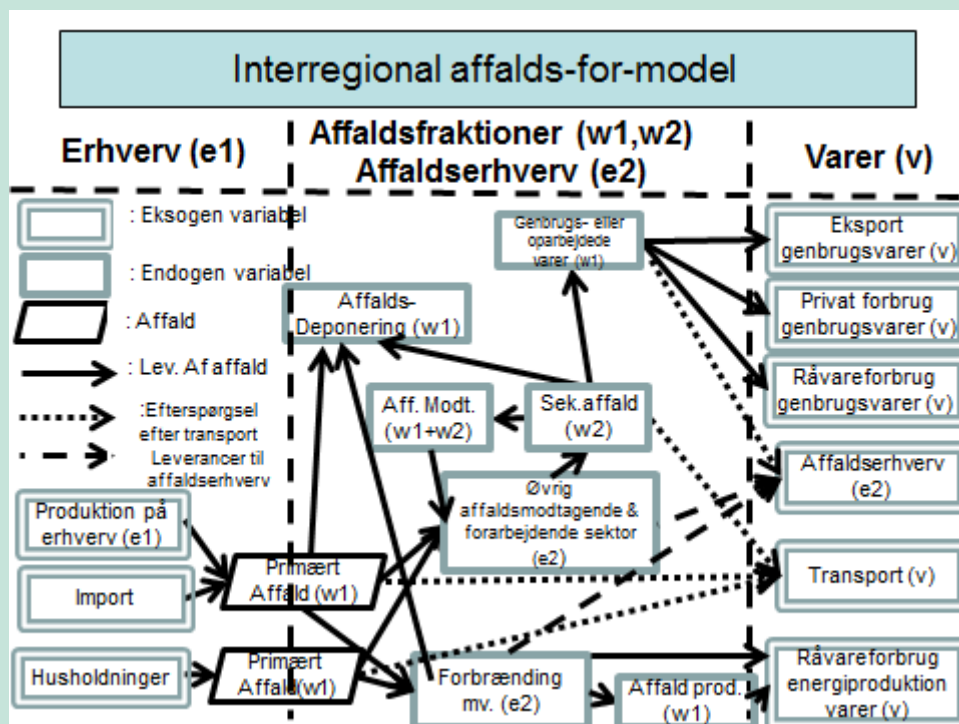 Interregional affalds-for-model
Erhverv (e1)
Affaldsfraktioner (w1,w2)
Affaldserhverv (e2)
Varer (v)
: Eksogen variabel
: Endogen variabel
: Affald
: Lev. Af affald
:Efterspørgsel
efter transport
Leverancer til
affaldserhverv
Produktion på
erhverv (e1)
Import
Husholdninger
Primært
Affald (w1)
Primært
Affald(w1)
Genbrugs- eller
oparbejdede
varer (w1)
Affalds-
Deponering (w1)
Aff. Modt.
(w1+w2)
Sek.affald
(w2)
Øvrig
affaldsmodtagende &
forarbejdende sektor
(e2)
Forbrænding
mv. (e2)
Affald prod.
(w1)
Eksport
genbrugsvarer (v)
Privat forbrug
genbrugsvarer (v)
Råvareforbrug
genbrugsvarer (v)
Affaldserhverv
(e2)
Transport (v)
Råvareforbrug
energiproduktion
varer (v)